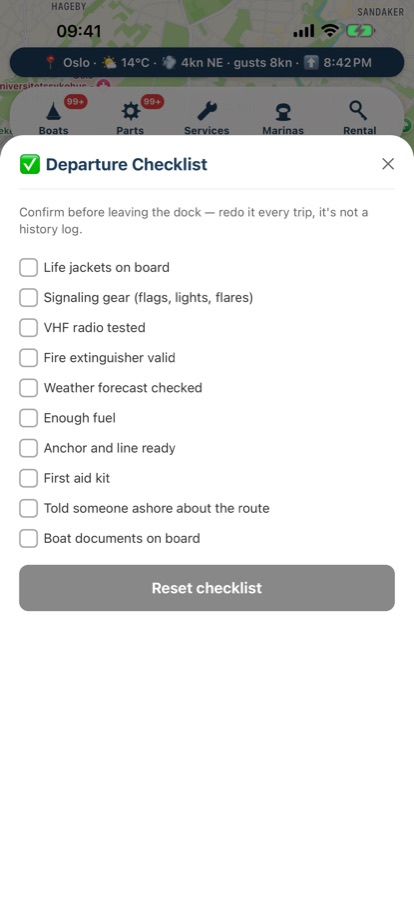 HAGEBY
SANDAKER
09:41
Oslo · 14°C · 4kn NE · gusts 8kn · 8:42 PM
niversitetssykehus
99+
99+
Boats
Parts
Services
Marinas
Rental
Departure Checklist
Confirm before leaving the dock — redo it every trip, it's not a
history log.
Life jackets on board
Signaling gear (flags, lights, flares)
VHF radio tested
Fire extinguisher valid
Weather forecast checked
Enough fuel
Anchor and line ready
First aid kit
Told someone ashore about the route
Boat documents on board
Reset checklist